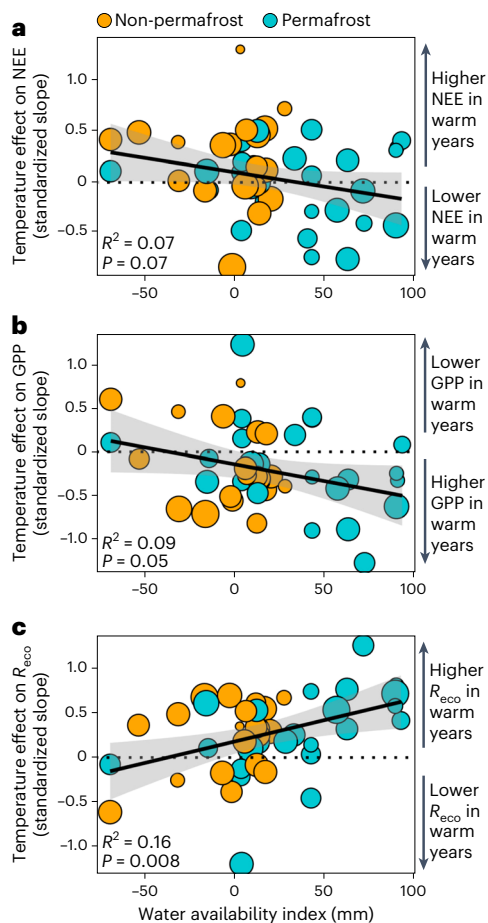 Non-permafrost Permafrost
a
Temperature effect on NEE
(standardized slope)
1.0
0.5
0
−0.5
R² = 0.07
P = 0.07
−50 0 50 100
Higher
NEE in
warm
years
Lower
NEE in
warm
years
b
Temperature effect on GPP
(standardized slope)
1.0
0.5
0
−0.5
−1.0
R² = 0.09
P = 0.05
−50 0 50 100
Lower
GPP in
warm
years
Higher
GPP in
warm
years
c
Temperature effect on Reco
(standardized slope)
1.0
0.5
0
−0.5
−1.0
R² = 0.16
P = 0.008
−50 0 50 100
Higher
Reco in
warm
years
Lower
Reco in
warm
years
Water availability index (mm)